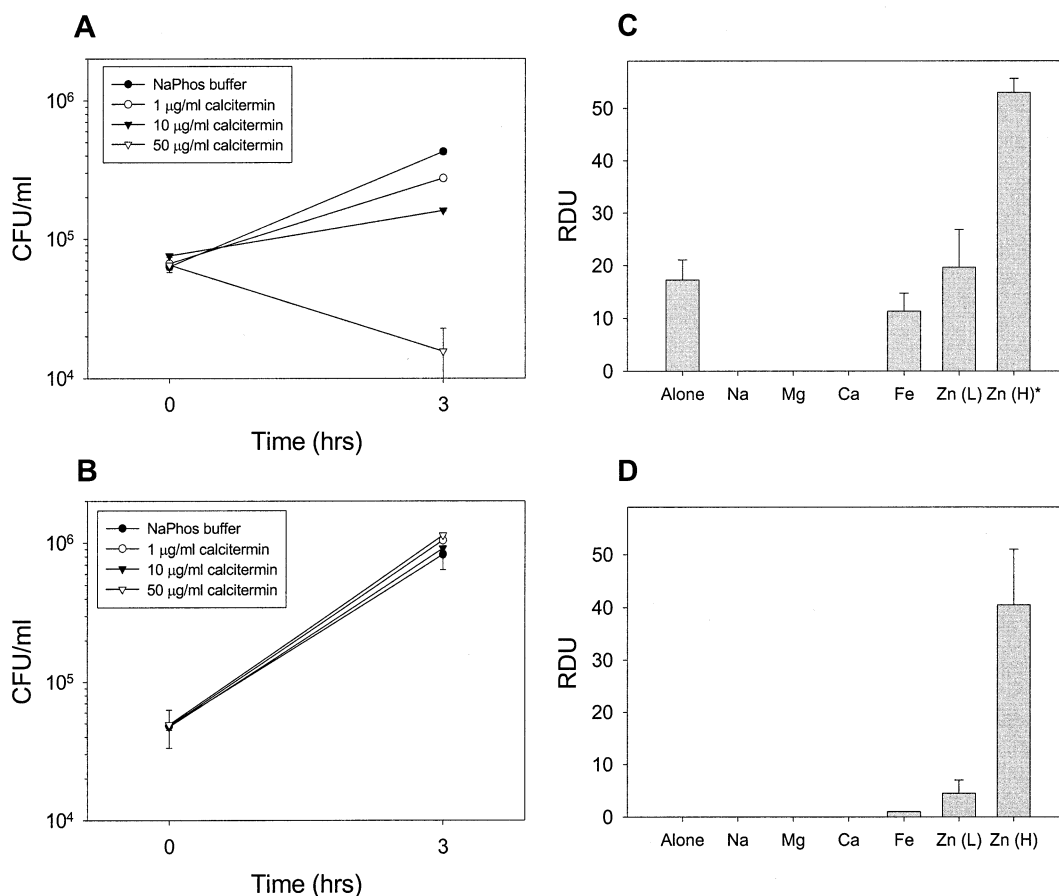 A
NaPhos buffer
1 µg/ml calcitermin
10 µg/ml calcitermin
50 µg/ml calcitermin
10⁶
10⁵
10⁴
CFU/ml
0 3
Time (hrs)
C
50
40
30
20
10
0
RDU
Alone Na Mg Ca Fe Zn (L) Zn (H)*
B
NaPhos buffer
1 µg/ml calcitermin
10 µg/ml calcitermin
50 µg/ml calcitermin
10⁶
10⁵
10⁴
CFU/ml
0 3
Time (hrs)
D
50
40
30
20
10
0
RDU
Alone Na Mg Ca Fe Zn (L) Zn (H)